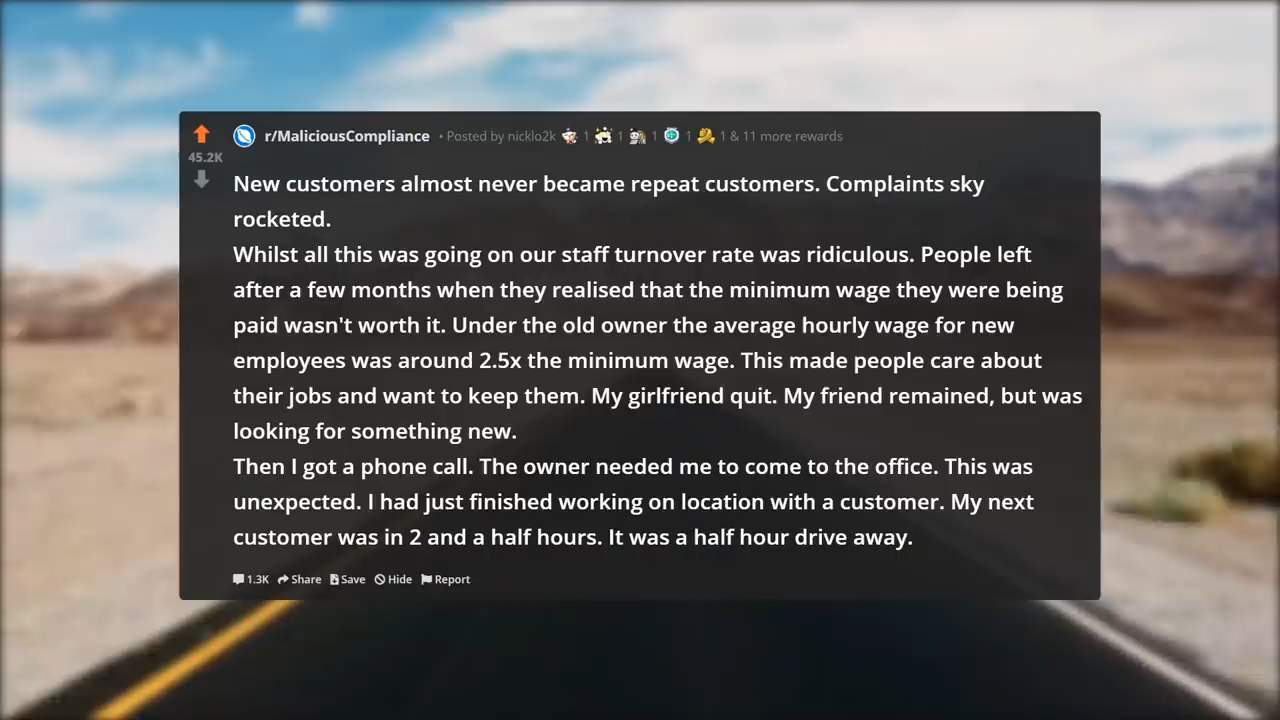 r/MaliciousCompliance • Posted by nicklo2k 1 1 1 1 1 & 11 more rewards
45.2K
New customers almost never became repeat customers. Complaints sky
rocketed.
Whilst all this was going on our staff turnover rate was ridiculous. People left
after a few months when they realised that the minimum wage they were being
paid wasn't worth it. Under the old owner the average hourly wage for new
employees was around 2.5x the minimum wage. This made people care about
their jobs and want to keep them. My girlfriend quit. My friend remained, but was
looking for something new.
Then I got a phone call. The owner needed me to come to the office. This was
unexpected. I had just finished working on location with a customer. My next
customer was in 2 and a half hours. It was a half hour drive away.
1.3K Share Save Hide Report